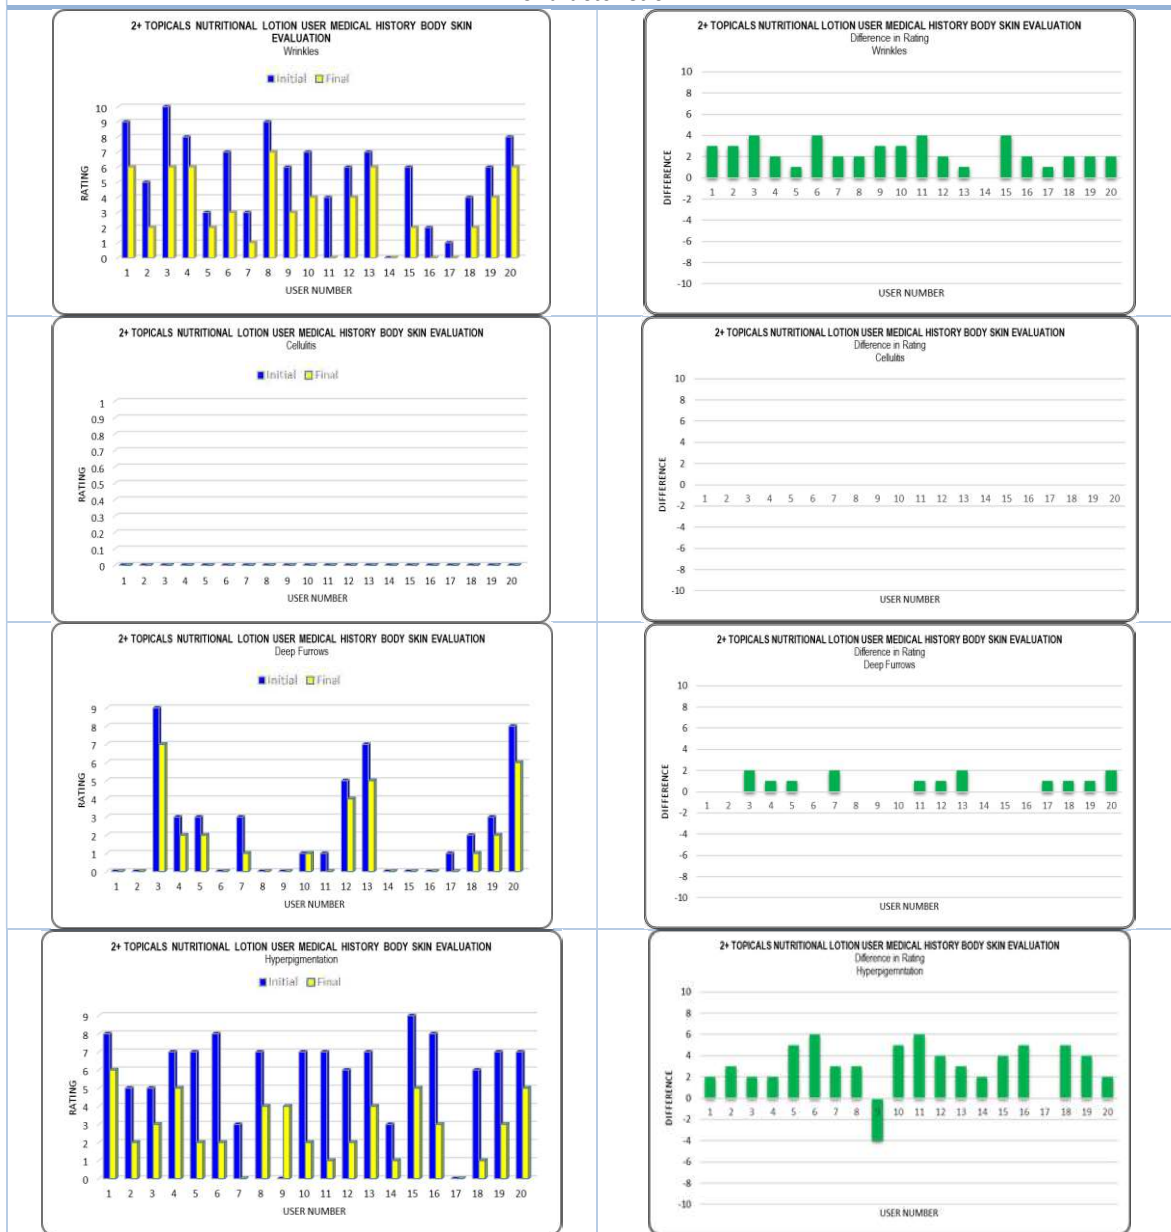 2+ TOPICALS NUTRITIONAL LOTION USER MEDICAL HISTORY BODY SKIN
EVALUATION
Wrinkles
Initial Final
10
9
8
7
6
5
4
3
2
1
0
RATING
1 2 3 4 5 6 7 8 9 10 11 12 13 14 15 16 17 18 19 20
USER NUMBER
2+ TOPICALS NUTRITIONAL LOTION USER MEDICAL HISTORY BODY SKIN EVALUATION
Difference in Rating
Wrinkles
10
8
6
4
2
0
-2
-4
-6
-8
-10
DIFFERENCE
1 2 3 4 5 6 7 8 9 10 11 12 13 14 15 16 17 18 19 20
USER NUMBER
2+ TOPICALS NUTRITIONAL LOTION USER MEDICAL HISTORY BODY SKIN EVALUATION
Cellulitis
Initial Final
1
0.9
0.8
0.7
0.6
0.5
0.4
0.3
0.2
0.1
0
RATING
1 2 3 4 5 6 7 8 9 10 11 12 13 14 15 16 17 18 19 20
USER NUMBER
2+ TOPICALS NUTRITIONAL LOTION USER MEDICAL HISTORY BODY SKIN EVALUATION
Difference in Rating
Cellulitis
10
8
6
4
2
0
-2
-4
-6
-8
-10
DIFFERENCE
1 2 3 4 5 6 7 8 9 10 11 12 13 14 15 16 17 18 19 20
USER NUMBER
2+ TOPICALS NUTRITIONAL LOTION USER MEDICAL HISTORY BODY SKIN EVALUATION
Deep Furrows
Initial Final
9
8
7
6
5
4
3
2
1
0
RATING
1 2 3 4 5 6 7 8 9 10 11 12 13 14 15 16 17 18 19 20
USER NUMBER
2+ TOPICALS NUTRITIONAL LOTION USER MEDICAL HISTORY BODY SKIN EVALUATION
Difference in Rating
Deep Furrows
10
8
6
4
2
0
-2
-4
-6
-8
-10
DIFFERENCE
1 2 3 4 5 6 7 8 9 10 11 12 13 14 15 16 17 18 19 20
USER NUMBER
2+ TOPICALS NUTRITIONAL LOTION USER MEDICAL HISTORY BODY SKIN EVALUATION
Hyperpigmentation
Initial Final
9
8
7
6
5
4
3
2
1
0
RATING
1 2 3 4 5 6 7 8 9 10 11 12 13 14 15 16 17 18 19 20
USER NUMBER
2+ TOPICALS NUTRITIONAL LOTION USER MEDICAL HISTORY BODY SKIN EVALUATION
Difference in Rating
Hyperpigemntation
10
8
6
4
2
0
-2
-4
-6
-8
-10
DIFFERENCE
1 2 3 4 5 6 7 8 9 10 11 12 13 14 15 16 17 18 19 20
USER NUMBER